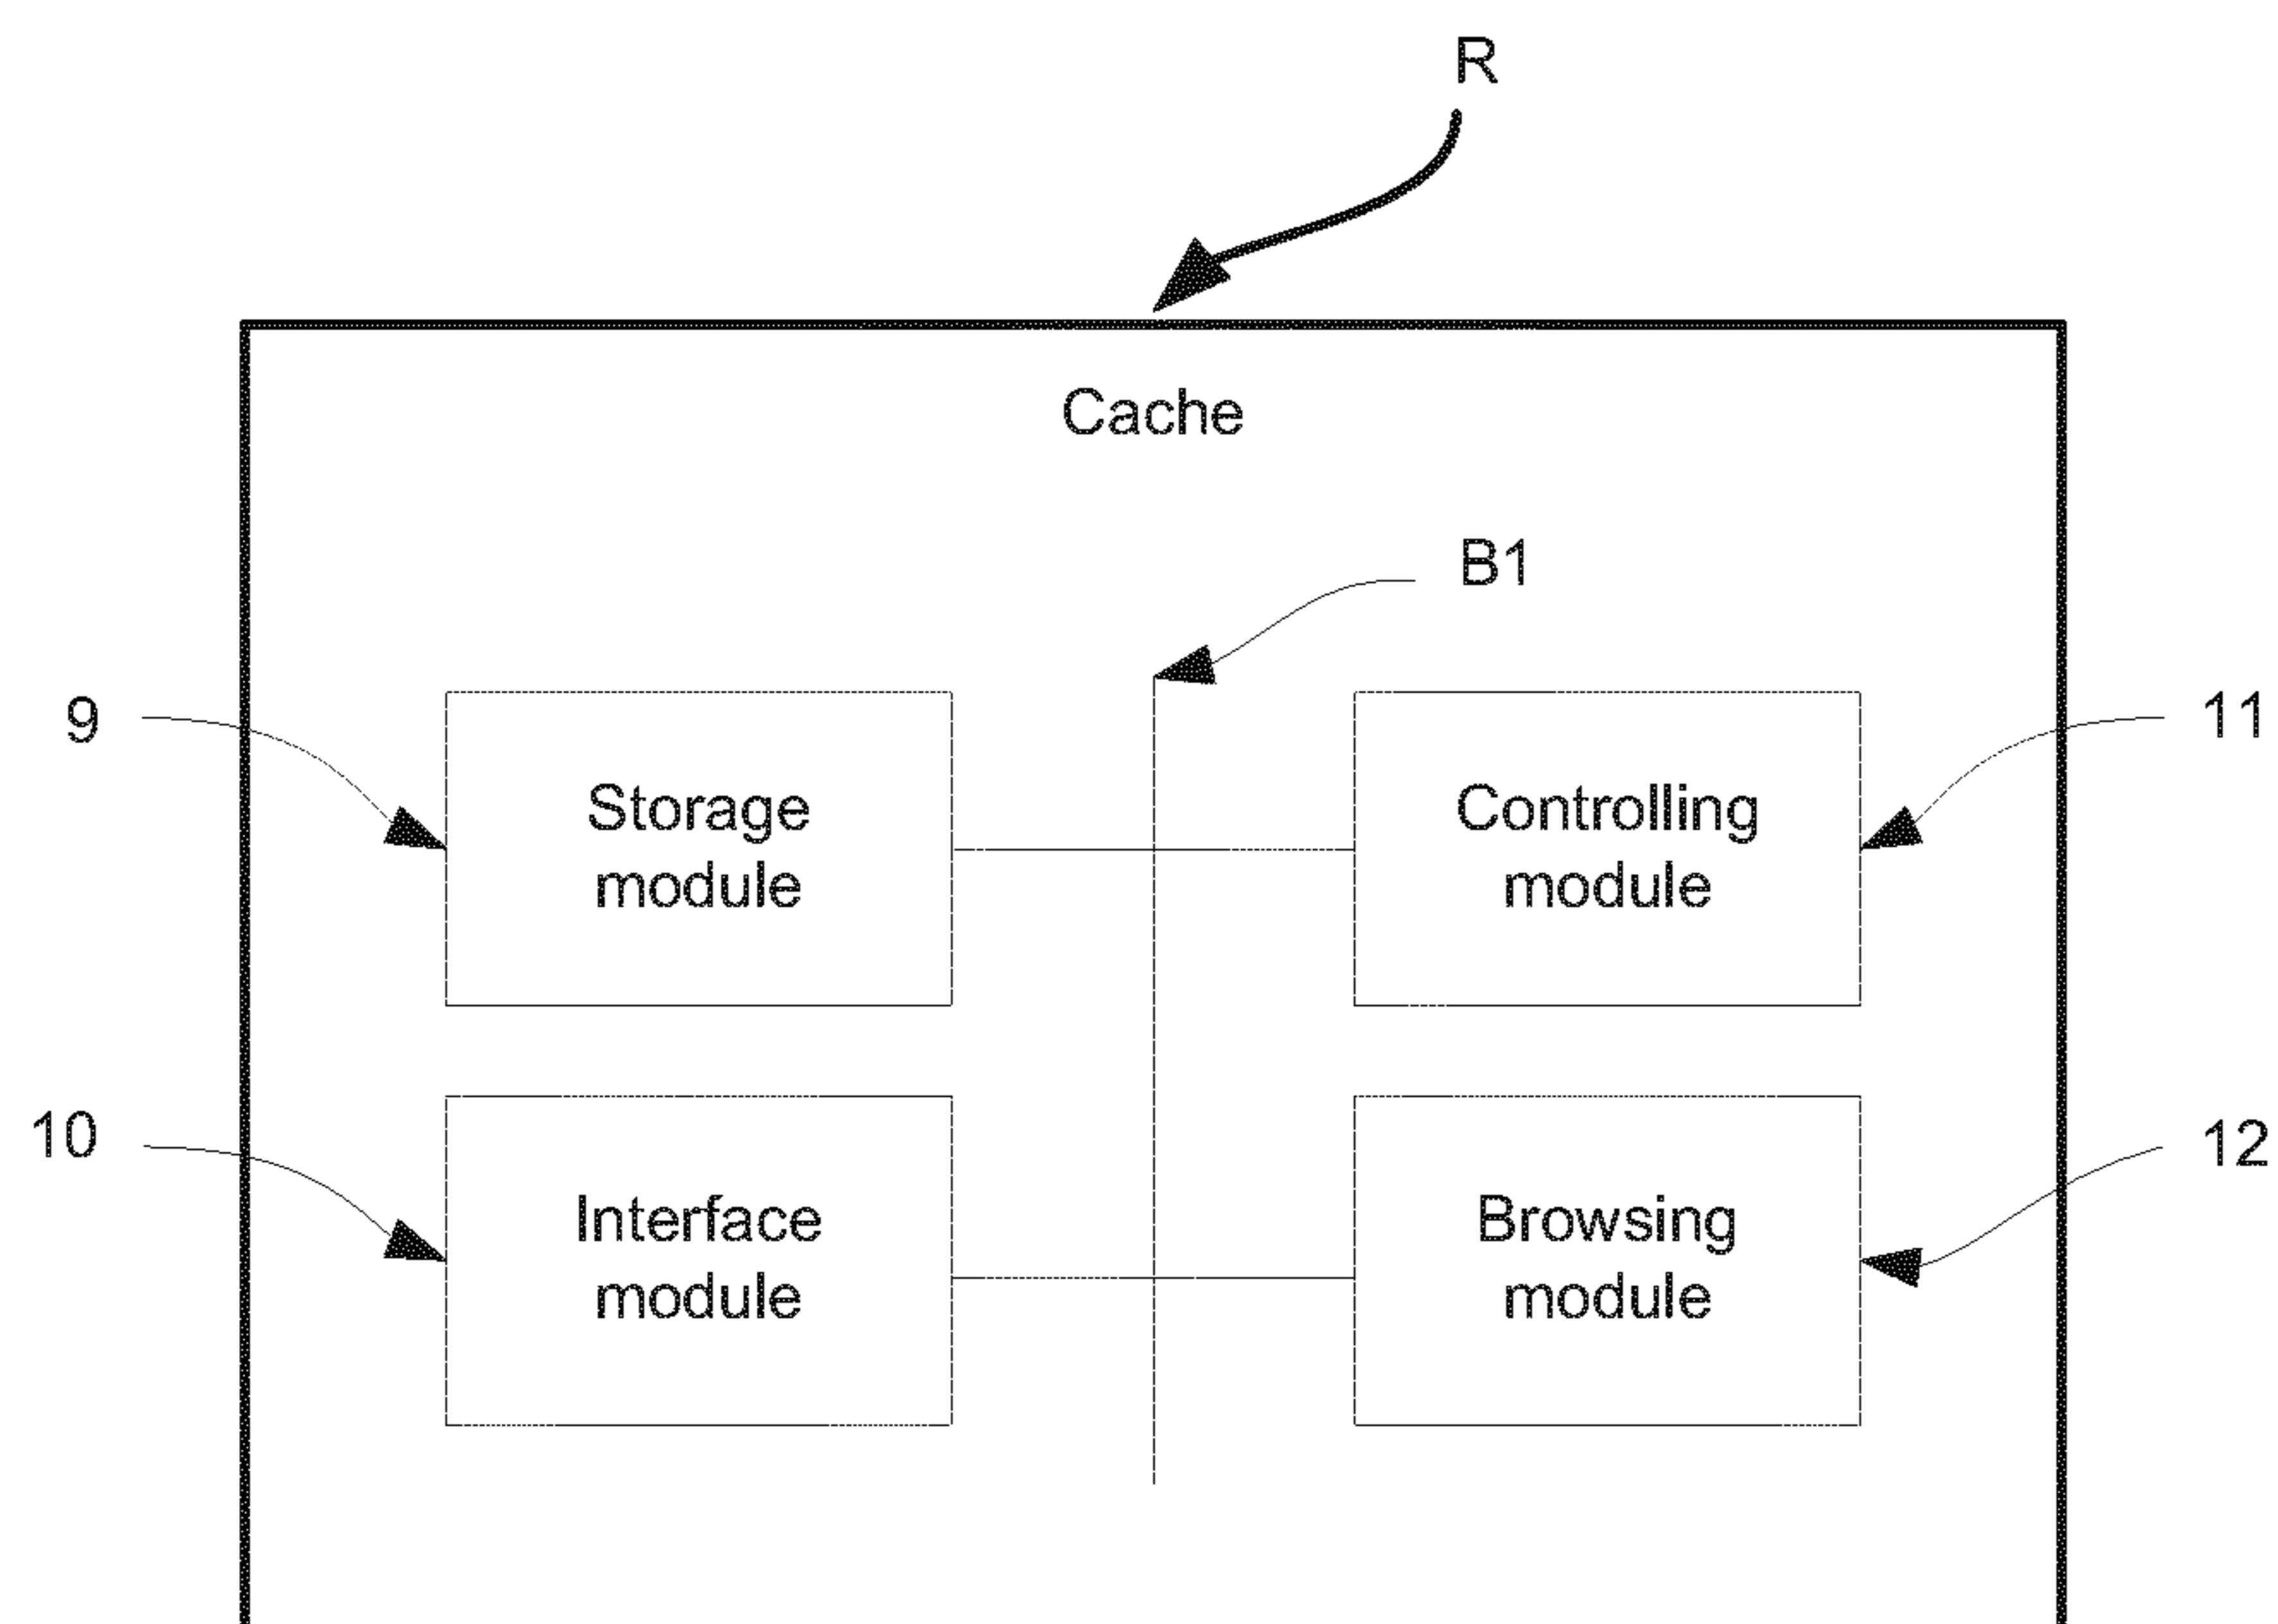 R
Cache
B1
9
11
Storage
module
Controlling
module
10
12
Interface
module
Browsing
module